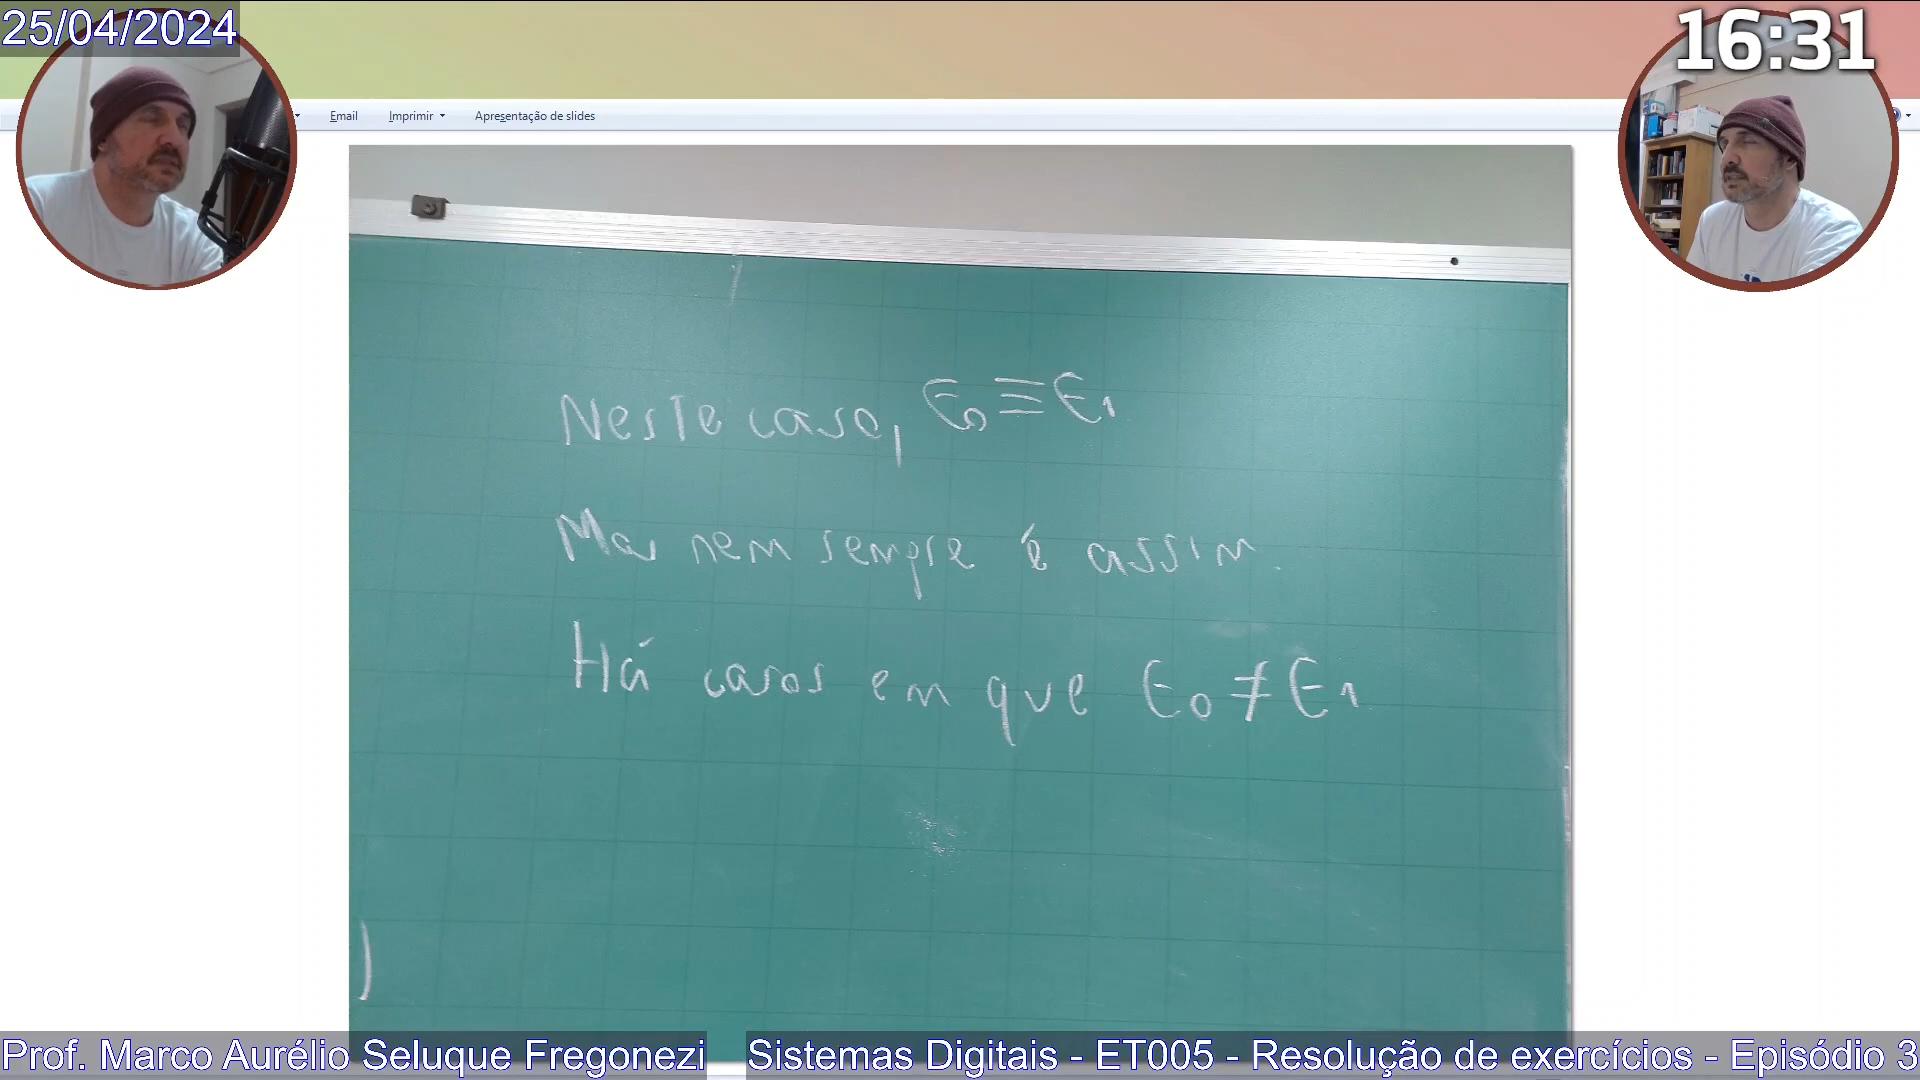 25/04/2024
16:31
Email Imprimir Apresentação de slides
Neste caso, E₀ ≡ E₁
Mas nem sempre é assim.
Há casos em que E₀ ≠ E₁
Prof. Marco Aurélio Seluque Fregonezi
Sistemas Digitais - ET005 - Resolução de exercícios - Episódio 3